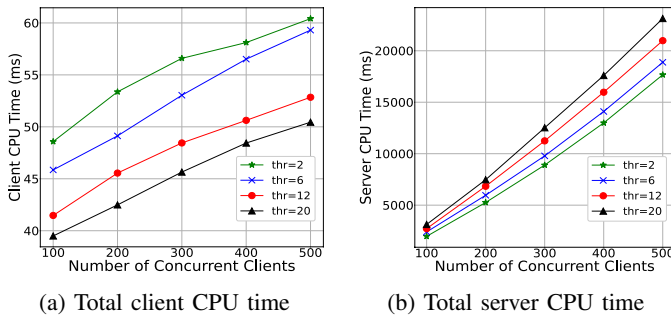 60
55
50
45
40
Client CPU Time (ms)
thr=2
thr=6
thr=12
thr=20
100 200 300 400 500
Number of Concurrent Clients
(a) Total client CPU time
20000
15000
10000
5000
Server CPU Time (ms)
thr=2
thr=6
thr=12
thr=20
100 200 300 400 500
Number of Concurrent Clients
(b) Total server CPU time